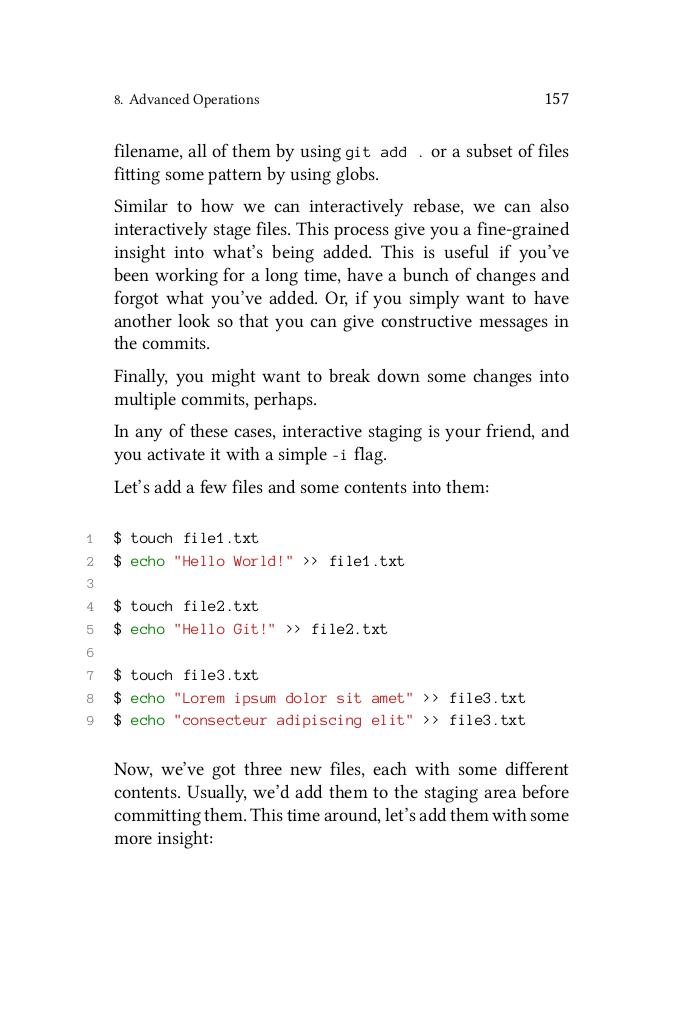 8. Advanced Operations 157
filename, all of them by using git add . or a subset of files
fitting some pattern by using globs.
Similar to how we can interactively rebase, we can also
interactively stage files. This process give you a fine-grained
insight into what's being added. This is useful if you've
been working for a long time, have a bunch of changes and
forgot what you've added. Or, if you simply want to have
another look so that you can give constructive messages in
the commits.
Finally, you might want to break down some changes into
multiple commits, perhaps.
In any of these cases, interactive staging is your friend, and
you activate it with a simple -i flag.
Let's add a few files and some contents into them:
1 $ touch file1.txt
2 $ echo "Hello World!" >> file1.txt
3
4 $ touch file2.txt
5 $ echo "Hello Git!" >> file2.txt
6
7 $ touch file3.txt
8 $ echo "Lorem ipsum dolor sit amet" >> file3.txt
9 $ echo "consecteur adipiscing elit" >> file3.txt
Now, we've got three new files, each with some different
contents. Usually, we'd add them to the staging area before
committing them. This time around, let's add them with some
more insight: